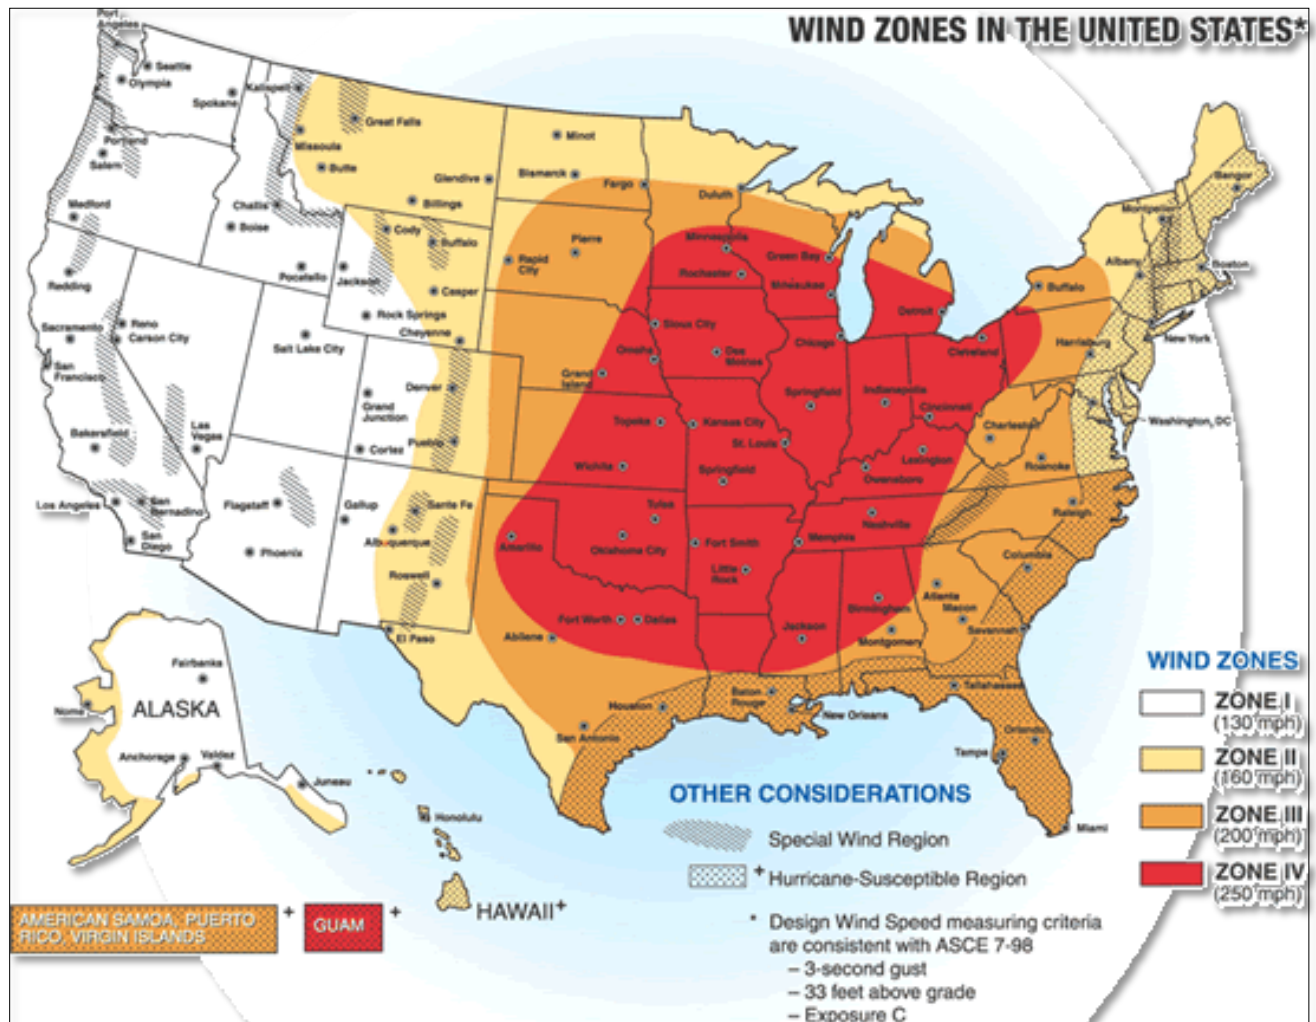 WIND ZONES IN THE UNITED STATES*
Port
Angeles
Seattle
Olympia
Spokane
Kalispell
Great Falls
Minot
Portland
Salem
Missoula
Butte
Glendive
Bismarck
Fargo
Duluth
Bangor
Medford
Challis
Boise
Billings
Cody
Buffalo
Pierre
Rapid
City
Minneapolis
Green Bay
Montpelier
Albany
Boston
Redding
Pocatello
Jackson
Casper
Rochester
Milwaukee
Buffalo
Sacramento
Reno
Carson City
Rock Springs
Cheyenne
Sioux City
Detroit
New York
San
Francisco
Salt Lake City
Omaha
Des
Moines
Chicago
Cleveland
Harrisburg
Denver
Grand
Island
Grand
Junction
Springfield
Indianapolis
Cincinnati
Washington, DC
Bakersfield
Las
Vegas
Cortez
Pueblo
Topeka
Kansas City
St. Louis
Charleston
Wichita
Springfield
Lexington
Owensboro
Roanoke
Los Angeles
San
Bernadino
Flagstaff
Gallup
Sante Fe
Tulsa
Nashville
Raleigh
San
Diego
Phoenix
Albuquerque
Amarillo
Oklahoma City
Fort Smith
Memphis
Columbia
Roswell
Little
Rock
Atlanta
Macon
Birmingham
El Paso
Abilene
Fort Worth
Dallas
Jackson
Montgomery
Savannah
Fairbanks
ALASKA
Nome
Anchorage
Valdez
Juneau
Houston
Baton
Rouge
New Orleans
Tallahassee
San Antonio
Orlando
Tampa
Miami
Honolulu
HAWAII+
WIND ZONES
ZONE I
(130 mph)
ZONE II
(160 mph)
ZONE III
(200 mph)
ZONE IV
(250 mph)
OTHER CONSIDERATIONS
Special Wind Region
+ Hurricane-Susceptible Region
* Design Wind Speed measuring criteria
are consistent with ASCE 7-98
– 3-second gust
– 33 feet above grade
– Exposure C
AMERICAN SAMOA, PUERTO
RICO, VIRGIN ISLANDS
+
GUAM
+